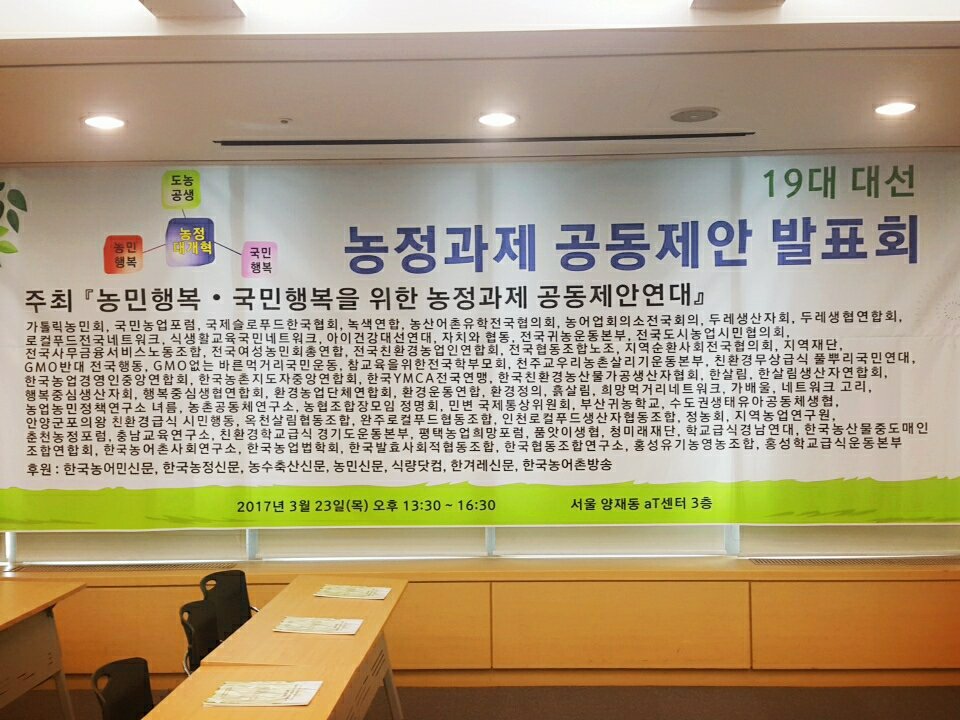 19대 대선
도농
공생
농정
대개혁
농민
행복
국민
행복
농정과제 공동제안 발표회
주최 『농민행복・국민행복을 위한 농정과제 공동제안연대』
가톨릭농민회, 국민농업포럼, 국제슬로푸드한국협회, 녹색연합, 농산어촌유학전국협의회, 농어업회의소전국회의, 두레생산자회, 두레생협연합회,
로컬푸드전국네트워크, 식생활교육국민네트워크, 아이건강대선연대, 자치와 협동, 전국귀농운동본부, 전국도시농업시민협의회,
전국사무금융서비스노동조합, 전국여성농민회총연합, 전국친환경농업인연합회, 전국협동조합노조, 지역순환사회전국협의회, 지역재단,
GMO반대 전국행동, GMO없는 바른먹거리국민운동, 참교육을위한전국학부모회, 천주교우리농촌살리기운동본부, 친환경무상급식 풀뿌리국민연대,
한국농업경영인중앙연합회, 한국농촌지도자중앙연합회, 한국YMCA전국연맹, 한국친환경농산물가공생산자협회, 한살림, 한살림생산자연합회,
행복중심생산자회, 행복중심생협연합회, 환경농업단체연합회, 환경운동연합, 환경정의, 흙살림, 희망먹거리네트워크, 가배울, 네트워크 고리,
농업농민정책연구소 녀름, 농촌공동체연구소, 농협조합장모임 정명회, 민변 국제통상위원회, 부산귀농학교, 수도권생태유아공동체생협,
안양군포의왕 친환경급식 시민행동, 옥천살림협동조합, 완주로컬푸드협동조합, 인천로컬푸드생산자협동조합, 정농회, 지역농업연구원,
춘천농정포럼, 충남교육연구소, 친환경학교급식 경기도운동본부, 평택농업희망포럼, 품앗이생협, 청미래재단, 학교급식경남연대, 한국농산물중도매인
조합연합회, 한국농어촌사회연구소, 한국농업법학회, 한국발효사회적협동조합, 한국협동조합연구소, 홍성유기농영농조합, 홍성학교급식운동본부
후원 : 한국농어민신문, 한국농정신문, 농수축산신문, 농민신문, 식량닷컴, 한겨레신문, 한국농어촌방송
2017년 3월 23일(목) 오후 13:30 ~ 16:30
서울 양재동 aT센터 3층